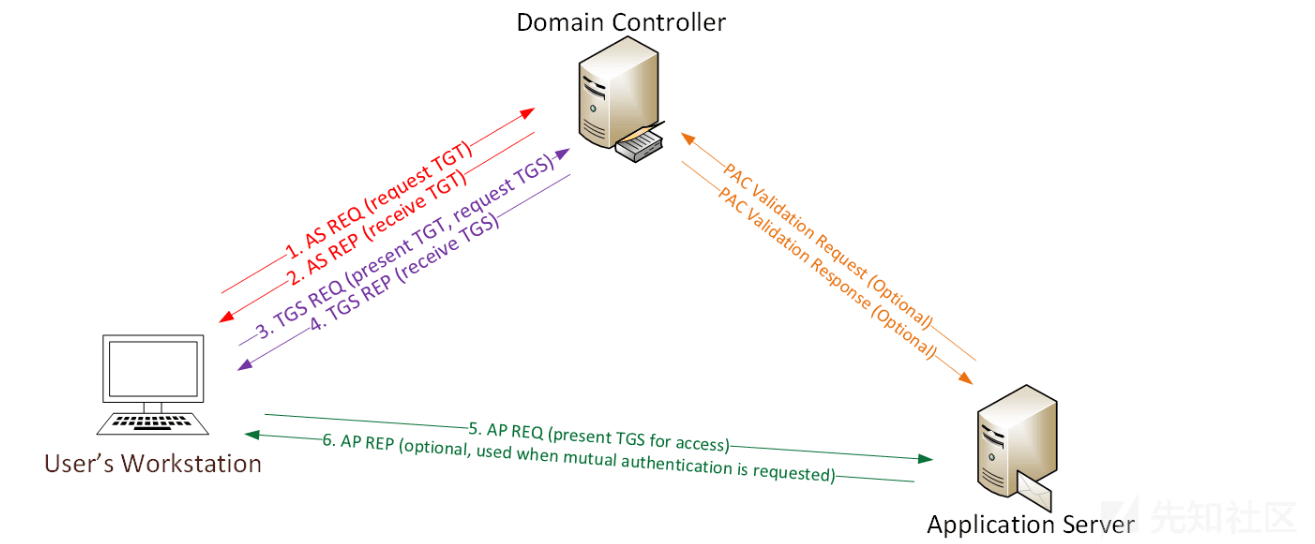 Domain Controller
1. AS REQ (request TGT)
2. AS REP (receive TGT)
3. TGS REQ (present TGT, request TGS)
4. TGS REP (receive TGS)
PAC Validation Request (Optional)
PAC Validation Response (Optional)
5. AP REQ (present TGS for access)
6. AP REP (optional, used when mutual authentication is requested)
User’s Workstation
Application Server
先知社区